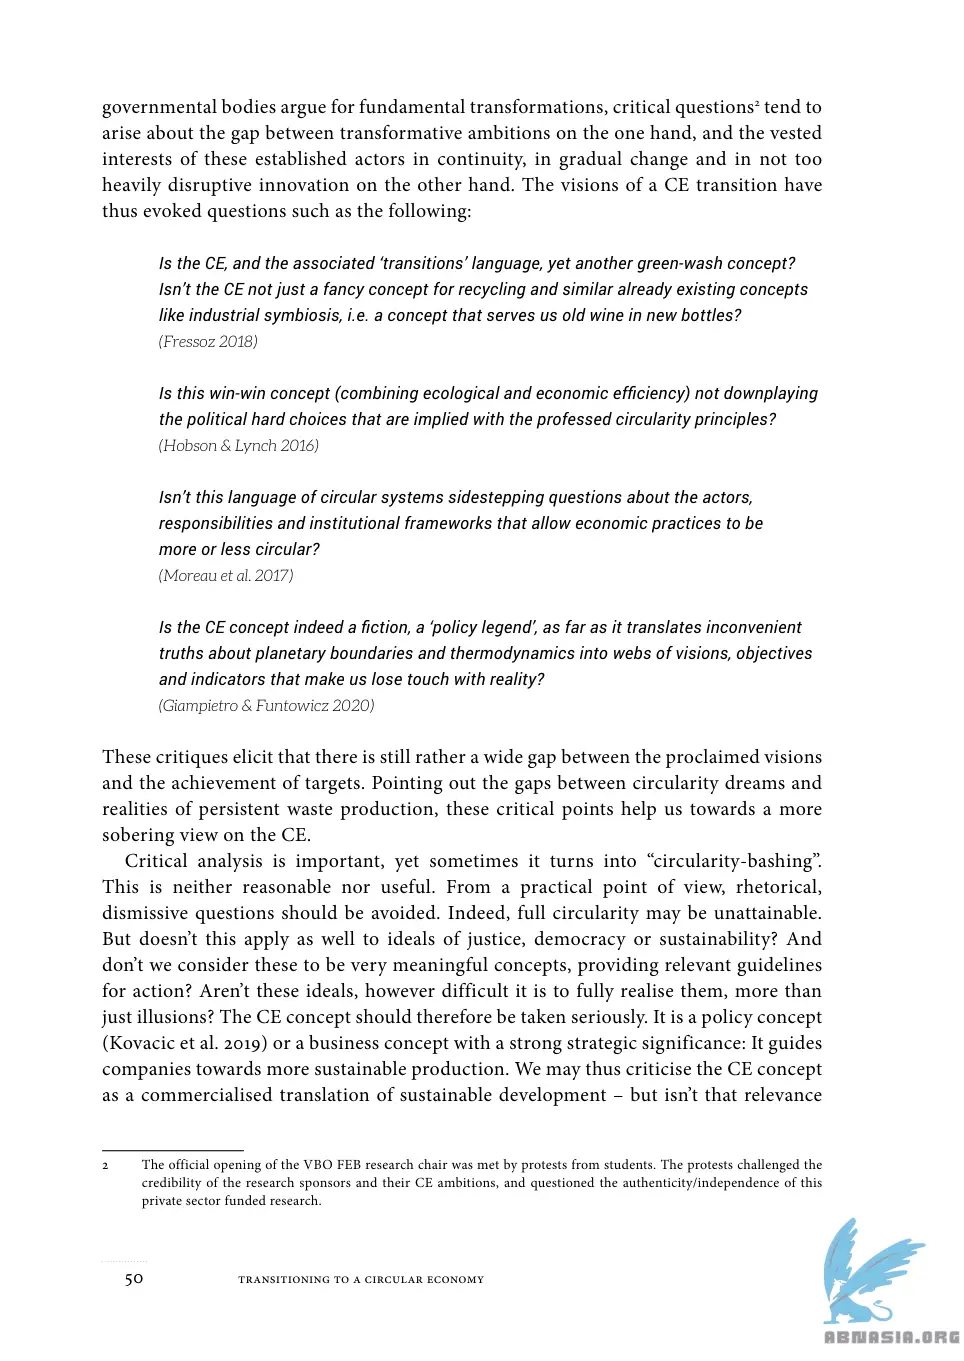 governmental bodies argue for fundamental transformations, critical questions² tend to
arise about the gap between transformative ambitions on the one hand, and the vested
interests of these established actors in continuity, in gradual change and in not too
heavily disruptive innovation on the other hand. The visions of a CE transition have
thus evoked questions such as the following:
Is the CE, and the associated ‘transitions’ language, yet another green-wash concept?
Isn’t the CE not just a fancy concept for recycling and similar already existing concepts
like industrial symbiosis, i.e. a concept that serves us old wine in new bottles?
(Fressoz 2018)
Is this win-win concept (combining ecological and economic efficiency) not downplaying
the political hard choices that are implied with the professed circularity principles?
(Hobson & Lynch 2016)
Isn’t this language of circular systems sidestepping questions about the actors,
responsibilities and institutional frameworks that allow economic practices to be
more or less circular?
(Moreau et al. 2017)
Is the CE concept indeed a fiction, a ‘policy legend’, as far as it translates inconvenient
truths about planetary boundaries and thermodynamics into webs of visions, objectives
and indicators that make us lose touch with reality?
(Giampietro & Funtowicz 2020)
These critiques elicit that there is still rather a wide gap between the proclaimed visions
and the achievement of targets. Pointing out the gaps between circularity dreams and
realities of persistent waste production, these critical points help us towards a more
sobering view on the CE.
Critical analysis is important, yet sometimes it turns into “circularity-bashing”.
This is neither reasonable nor useful. From a practical point of view, rhetorical,
dismissive questions should be avoided. Indeed, full circularity may be unattainable.
But doesn’t this apply as well to ideals of justice, democracy or sustainability? And
don’t we consider these to be very meaningful concepts, providing relevant guidelines
for action? Aren’t these ideals, however difficult it is to fully realise them, more than
just illusions? The CE concept should therefore be taken seriously. It is a policy concept
(Kovacic et al. 2019) or a business concept with a strong strategic significance: It guides
companies towards more sustainable production. We may thus criticise the CE concept
as a commercialised translation of sustainable development – but isn’t that relevance
2 The official opening of the VBO FEB research chair was met by protests from students. The protests challenged the
credibility of the research sponsors and their CE ambitions, and questioned the authenticity/independence of this
private sector funded research.
50 TRANSITIONING TO A CIRCULAR ECONOMY
ABNASIA.ORG